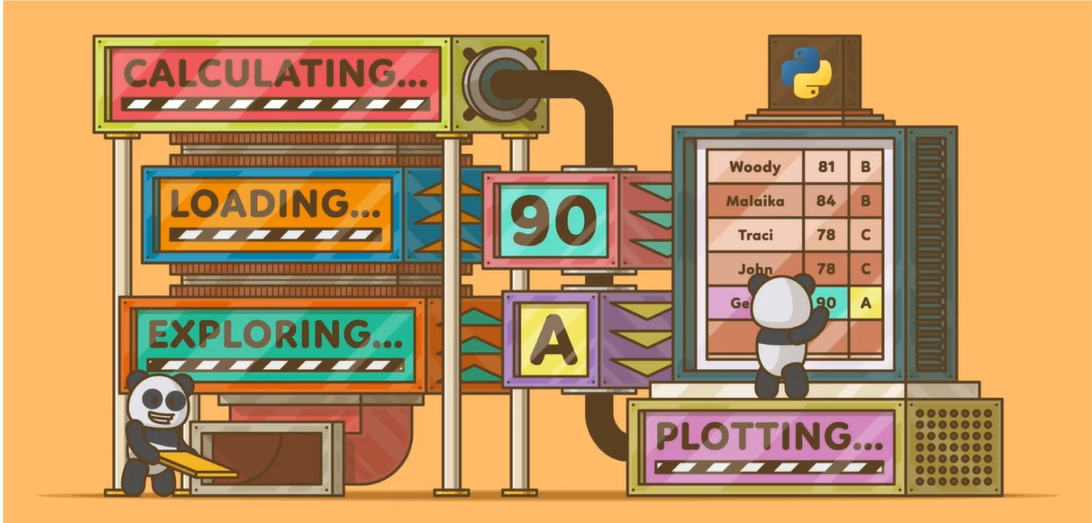 CALCULATING...
LOADING...
EXPLORING...
90
A
Woody 81 B
Malaika 84 B
Traci 78 C
John 78 C
90 A
PLOTTING...